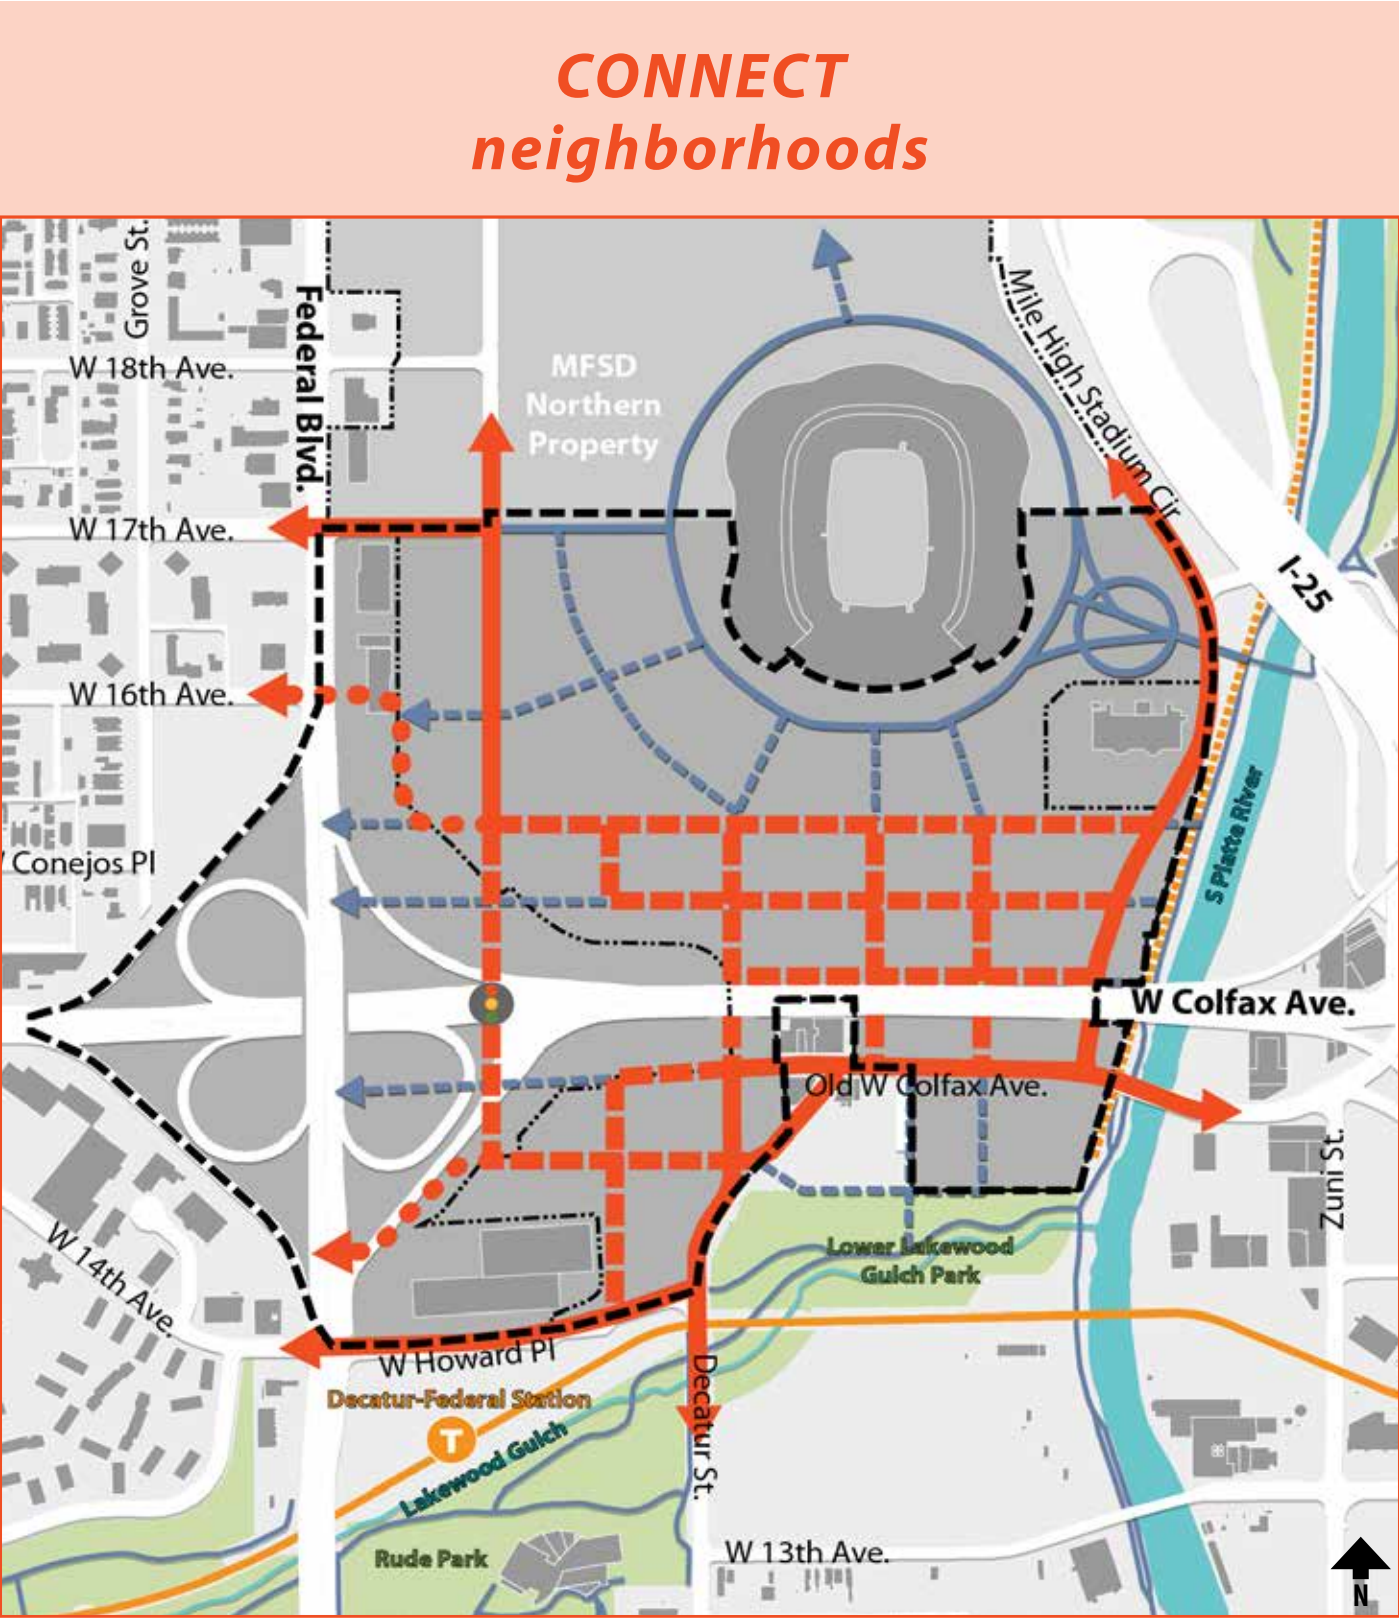 CONNECT
neighborhoods
Grove St.
Federal Blvd.
W 18th Ave.
MFSD
Northern
Property
Mile High Stadium Cir
W 17th Ave.
I-25
W 16th Ave.
S Platte River
Conejos Pl
W Colfax Ave.
Old W Colfax Ave.
Zuni St.
W 14th Ave.
Lower Lakewood
Gulch Park
W Howard Pl
Decatur-Federal Station
T
Lakewood Gulch
Decatur St.
Rude Park
W 13th Ave.
N